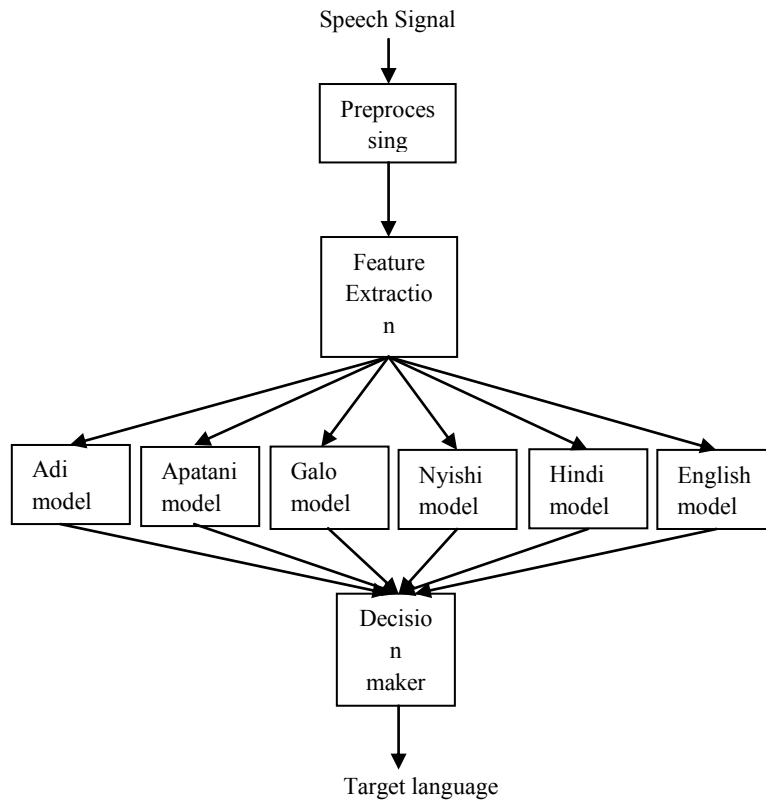 Speech Signal
Preproces
sing
Feature
Extractio
n
Adi
model
Apatani
model
Galo
model
Nyishi
model
Hindi
model
English
model
Decisio
n
maker
Target language